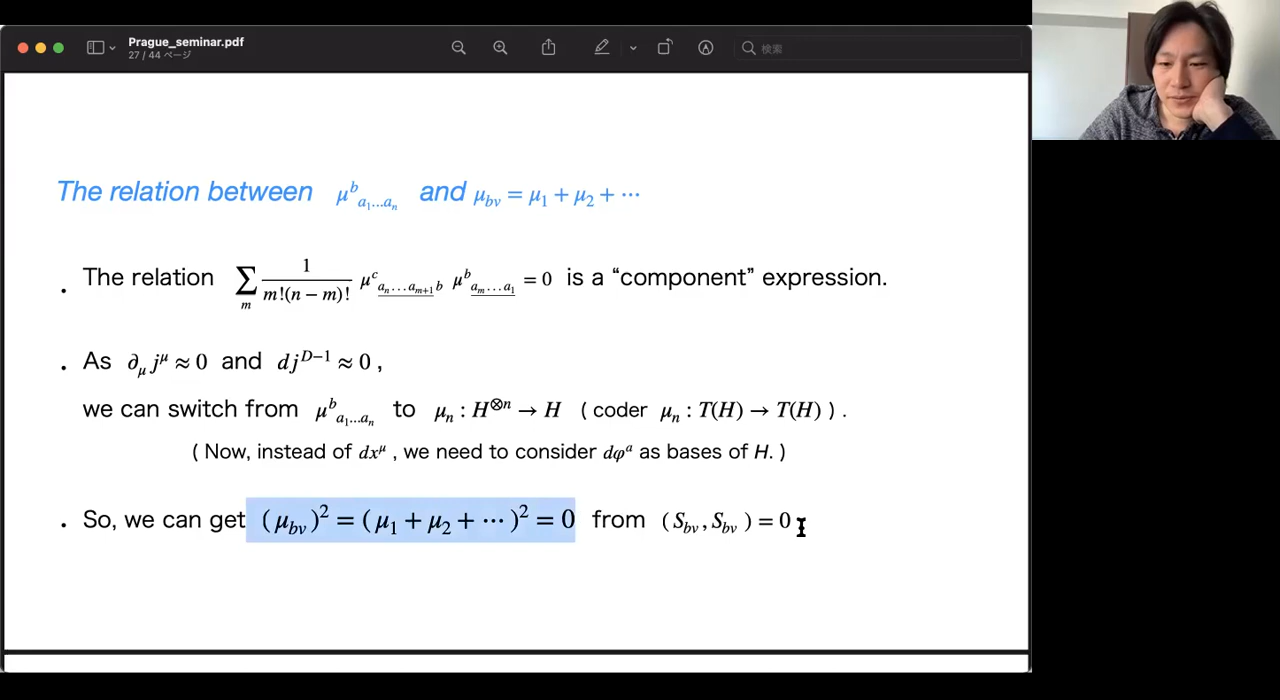 Prague_seminar.pdf
27 / 44 ページ
検索
The relation between μ^b_{a_1…a_n} and μ_{bv} = μ_1 + μ_2 + ⋯
. The relation ∑_m 1/(m!(n − m)!) μ^c_{a_n…a_{m+1} b} μ^b_{a_m…a_1} = 0 is a “component” expression.
. As ∂_μ j^μ ≈ 0 and dj^{D−1} ≈ 0 ,
we can switch from μ^b_{a_1…a_n} to μ_n : H^{⊗n} → H ( coder μ_n : T(H) → T(H) ) .
( Now, instead of dx^μ , we need to consider dφ^a as bases of H. )
. So, we can get ( μ_{bv} )^2 = ( μ_1 + μ_2 + ⋯ )^2 = 0 from ( S_{bv}, S_{bv} ) = 0